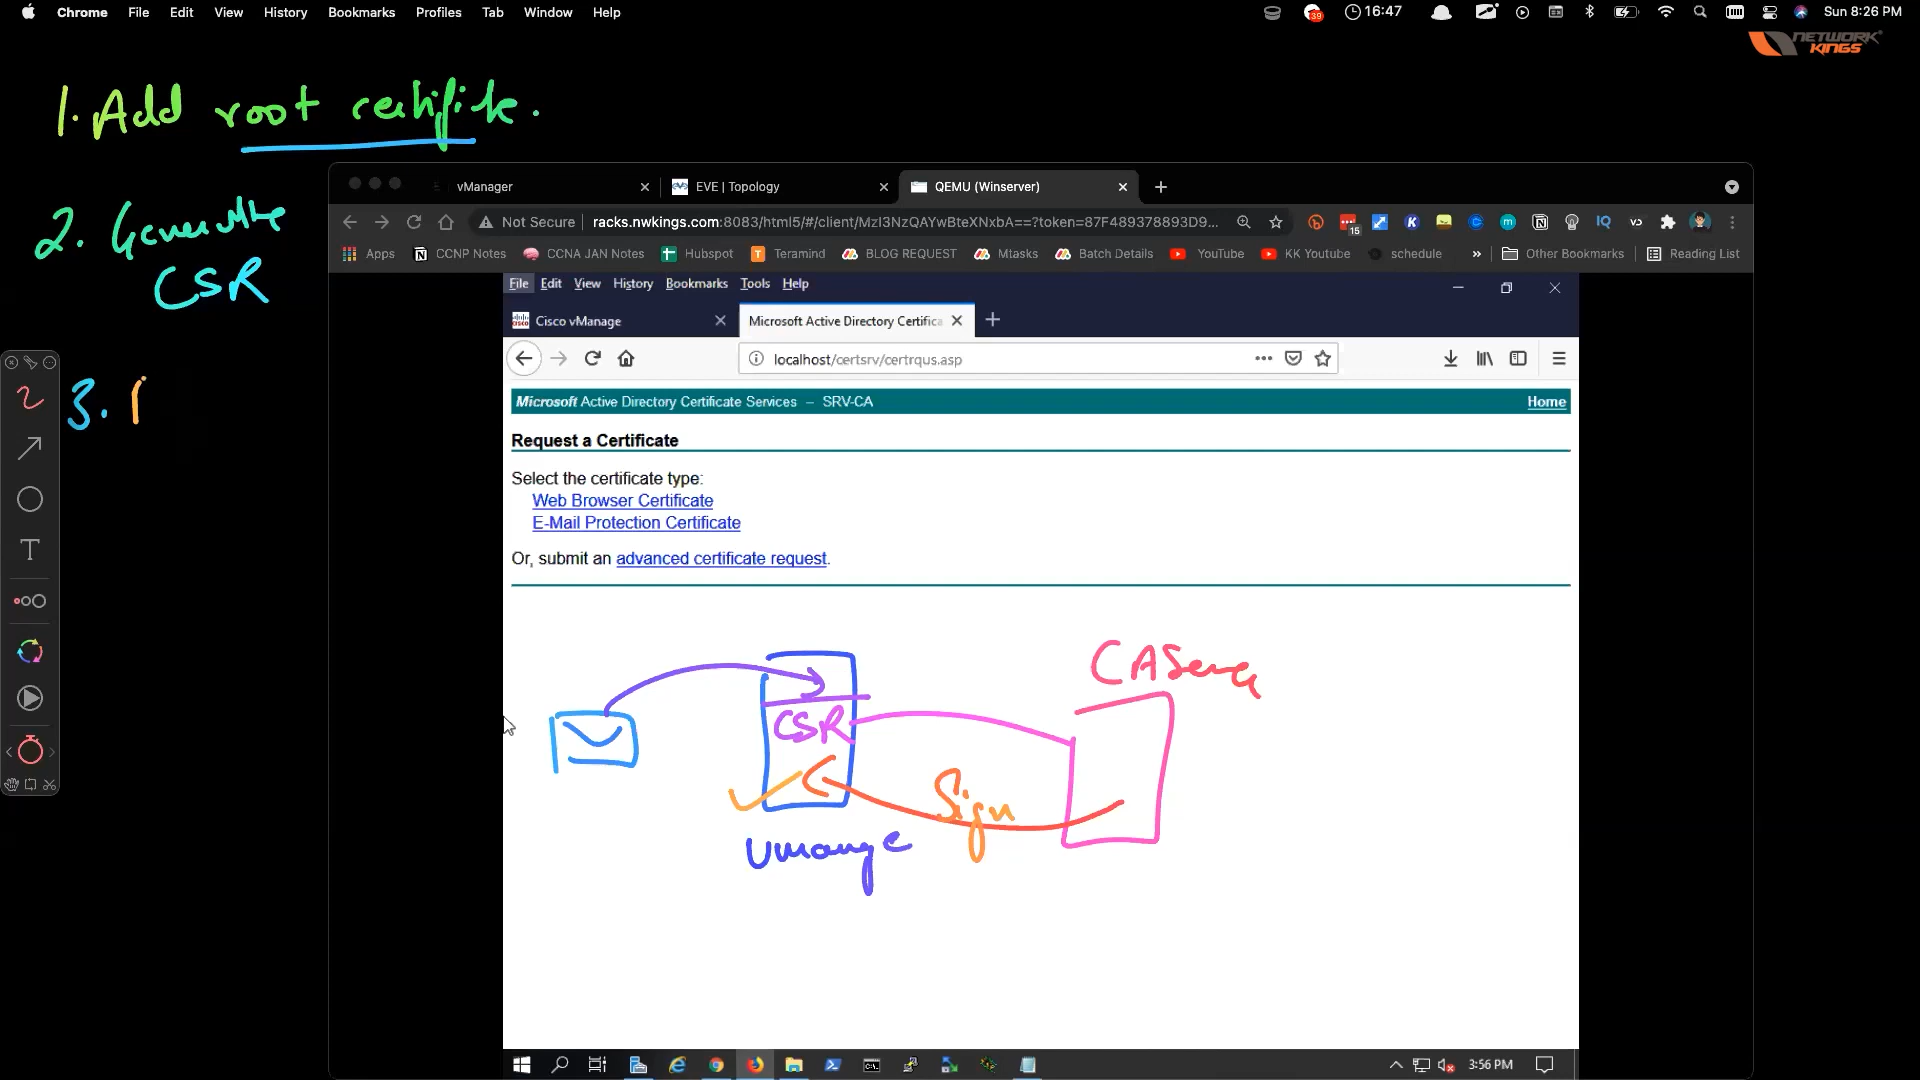 Chrome File Edit View History Bookmarks Profiles Tab Window Help 39 16:47 Sun 8:26 PM
NETWORK
KINGS
1. Add root
2.
CSR
3.
vManager EVE | Topology QEMU (Winserver)
Not Secure racks.nwkings.com:8083/html5/#/client/MzI3NzQAYwBteXNxbA==?token=87F489378893D9... 15
Apps CCNP Notes CCNA JAN Notes Hubspot Teramind BLOG REQUEST Mtasks Batch Details YouTube KK Youtube schedule » Other Bookmarks Reading List
File Edit View History Bookmarks Tools Help
Cisco vManage Microsoft Active Directory Certifica
localhost/certsrv/certrqus.asp
Microsoft Active Directory Certificate Services – SRV-CA Home
Request a Certificate
Select the certificate type:
Web Browser Certificate
E-Mail Protection Certificate
Or, submit an advanced certificate request.
CSR
Sign
3:56 PM